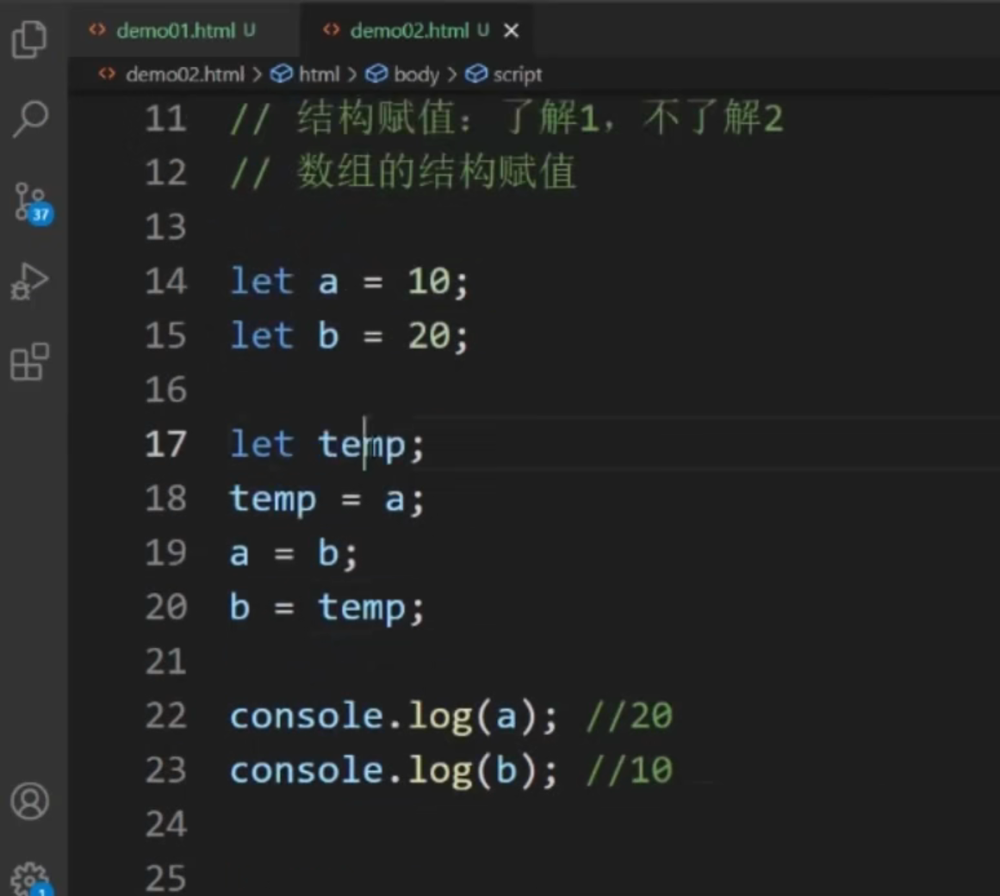 demo01.html U demo02.html U
demo02.html > html > body > script
11 // 结构赋值：了解1，不了解2
12 // 数组的结构赋值
13
14 let a = 10;
15 let b = 20;
16
17 let temp;
18 temp = a;
19 a = b;
20 b = temp;
21
22 console.log(a); //20
23 console.log(b); //10
24
25
37
1